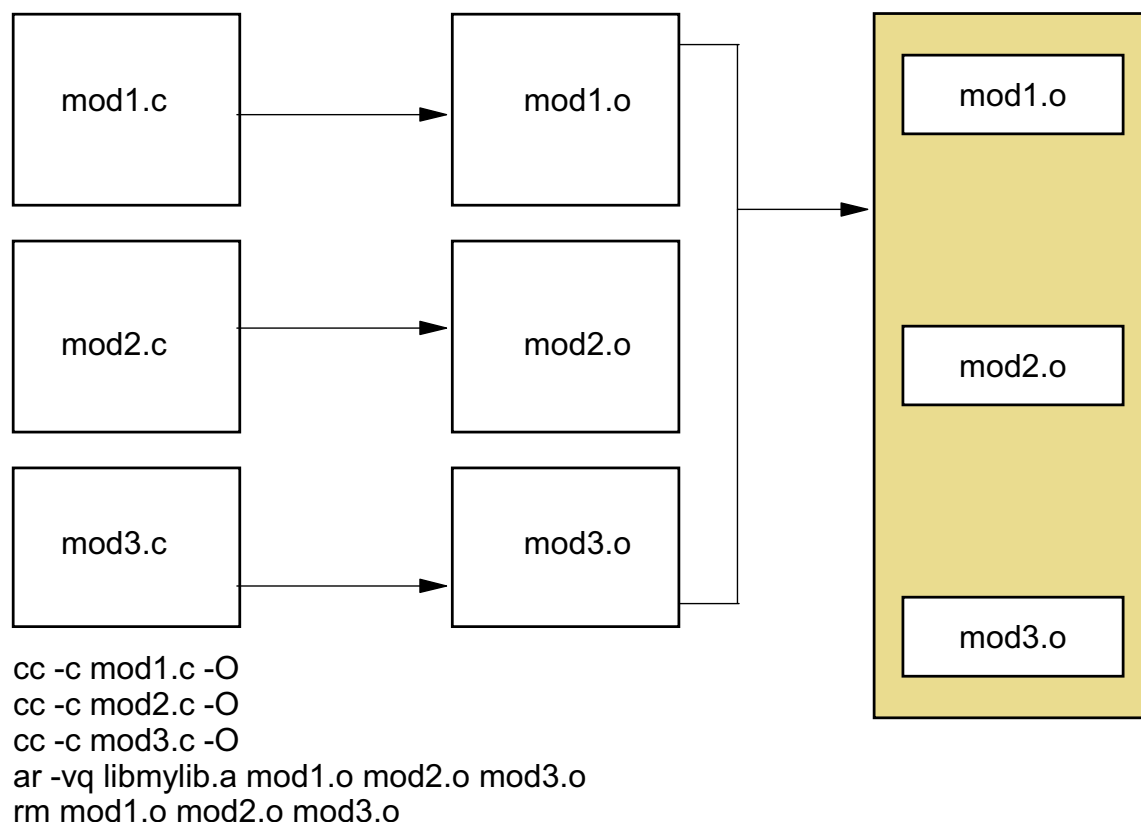 mod1.c
mod1.o
mod1.o
mod2.c
mod2.o
mod2.o
mod3.c
mod3.o
mod3.o
cc -c mod1.c -O
cc -c mod2.c -O
cc -c mod3.c -O
ar -vq libmylib.a mod1.o mod2.o mod3.o
rm mod1.o mod2.o mod3.o